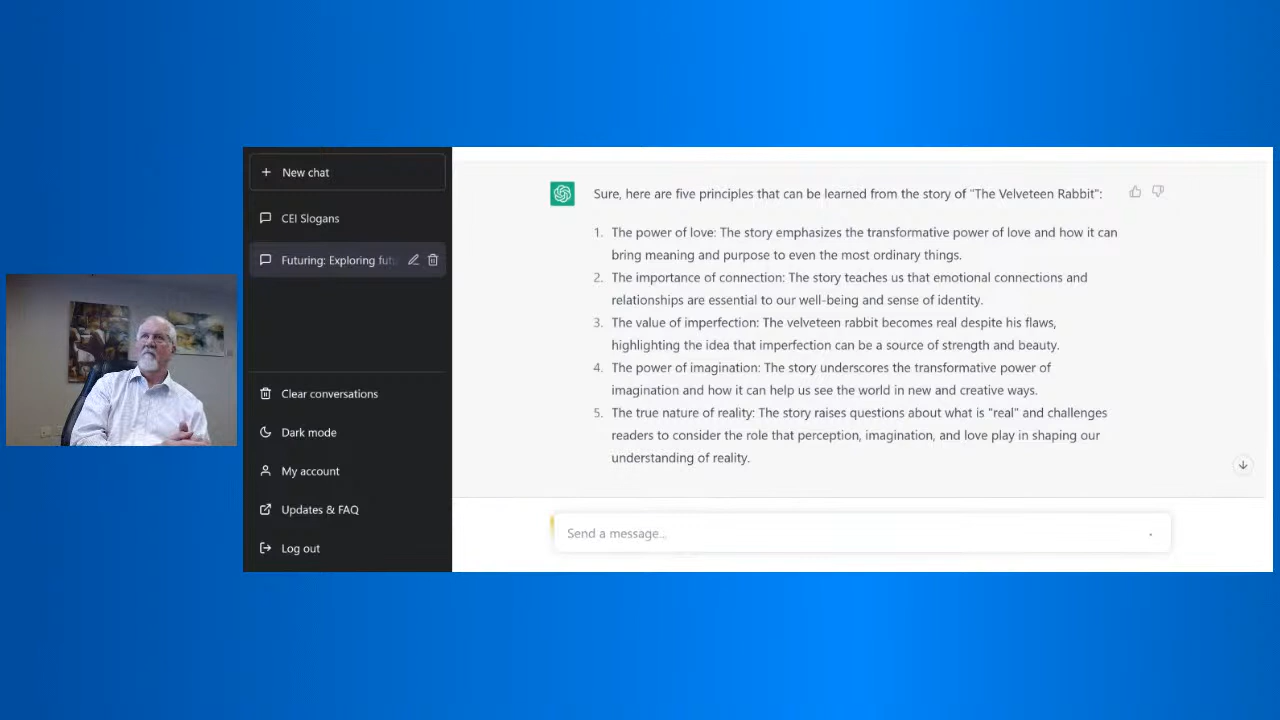 New chat
CEI Slogans
Futuring: Exploring futu
Clear conversations
Dark mode
My account
Updates & FAQ
Log out
Sure, here are five principles that can be learned from the story of "The Velveteen Rabbit":
1. The power of love: The story emphasizes the transformative power of love and how it can
bring meaning and purpose to even the most ordinary things.
2. The importance of connection: The story teaches us that emotional connections and
relationships are essential to our well-being and sense of identity.
3. The value of imperfection: The velveteen rabbit becomes real despite his flaws,
highlighting the idea that imperfection can be a source of strength and beauty.
4. The power of imagination: The story underscores the transformative power of
imagination and how it can help us see the world in new and creative ways.
5. The true nature of reality: The story raises questions about what is "real" and challenges
readers to consider the role that perception, imagination, and love play in shaping our
understanding of reality.
Send a message...